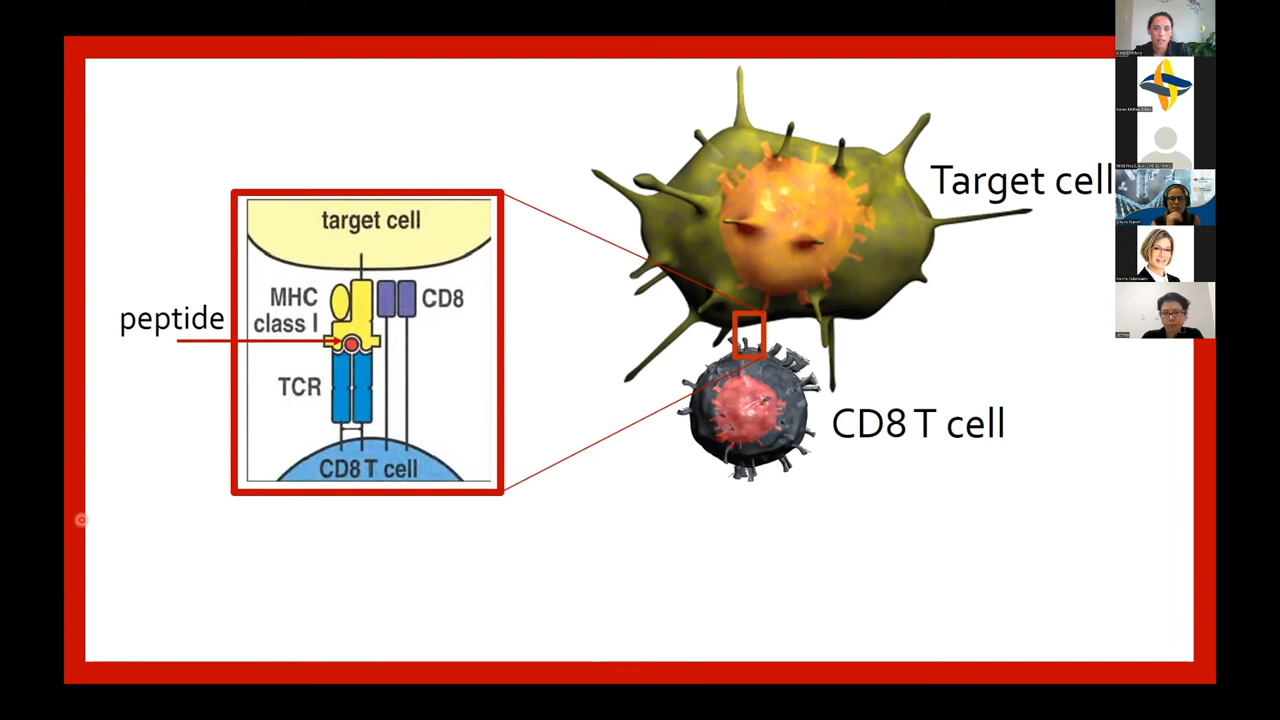 Target cell
target cell
MHC
class I
CD8
peptide
TCR
CD8 T cell
CD8 T cell